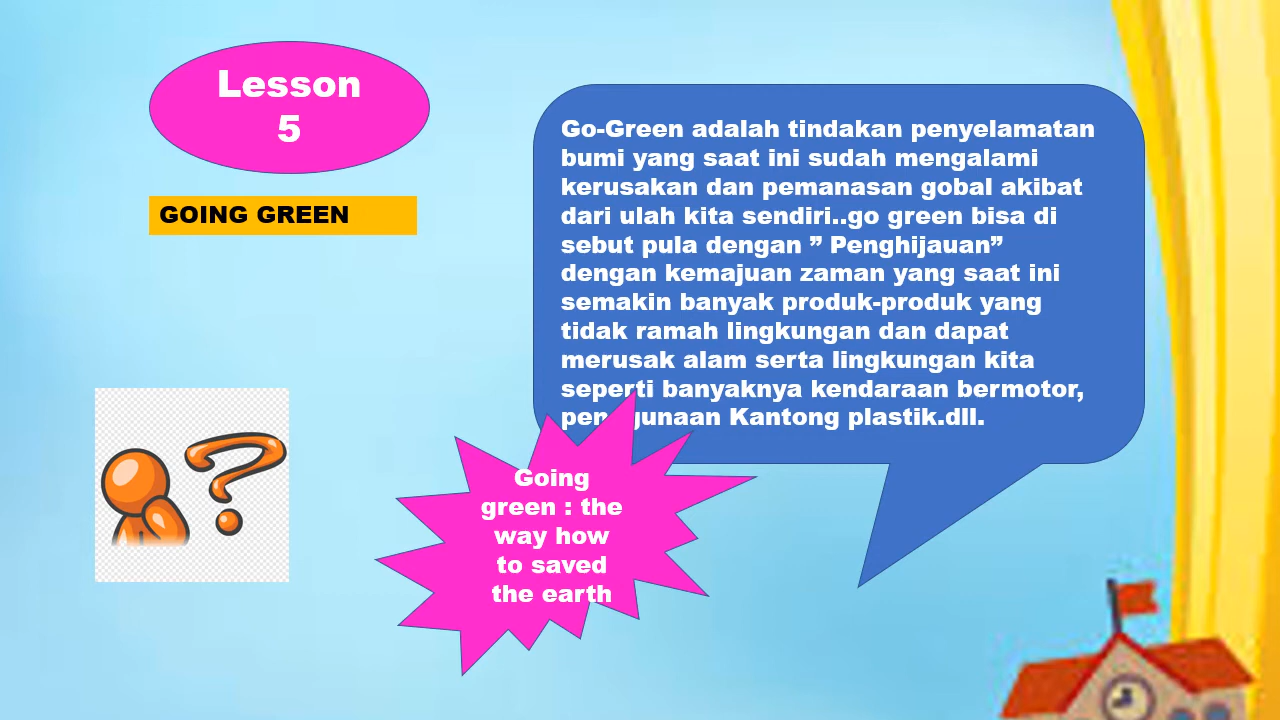 Lesson
5
GOING GREEN
Go-Green adalah tindakan penyelamatan
bumi yang saat ini sudah mengalami
kerusakan dan pemanasan gobal akibat
dari ulah kita sendiri..go green bisa di
sebut pula dengan ” Penghijauan”
dengan kemajuan zaman yang saat ini
semakin banyak produk-produk yang
tidak ramah lingkungan dan dapat
merusak alam serta lingkungan kita
seperti banyaknya kendaraan bermotor,
penggunaan Kantong plastik.dll.
Going
green : the
way how
to saved
the earth